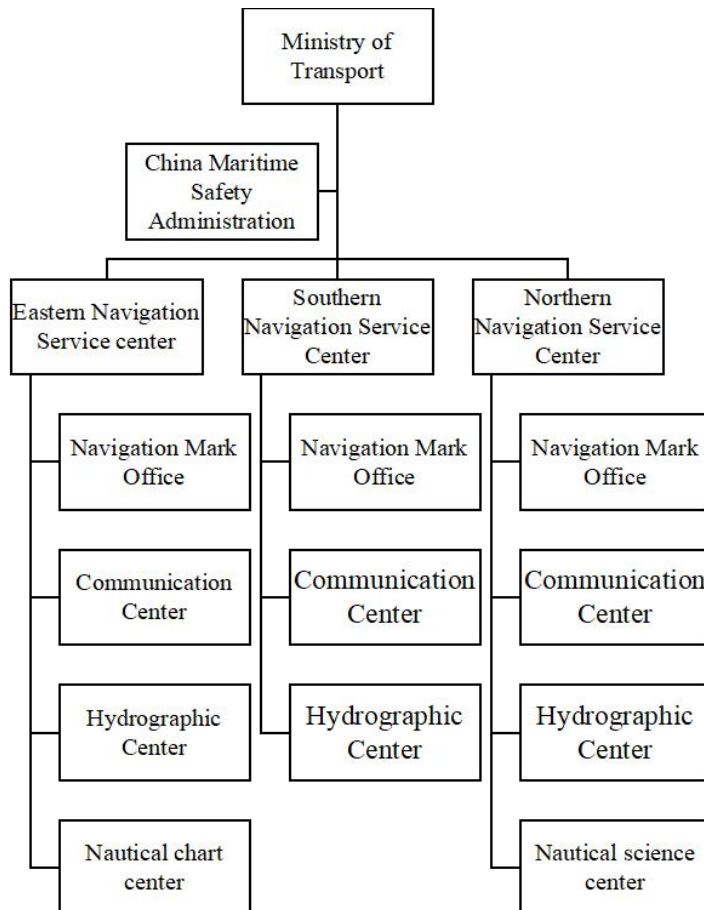 Ministry of
Transport
China Maritime
Safety
Administration
Eastern Navigation
Service center
Southern
Navigation Service
Center
Northern
Navigation Service
Center
Navigation Mark
Office
Communication
Center
Hydrographic
Center
Nautical chart
center
Navigation Mark
Office
Communication
Center
Hydrographic
Center
Navigation Mark
Office
Communication
Center
Hydrographic
Center
Nautical science
center